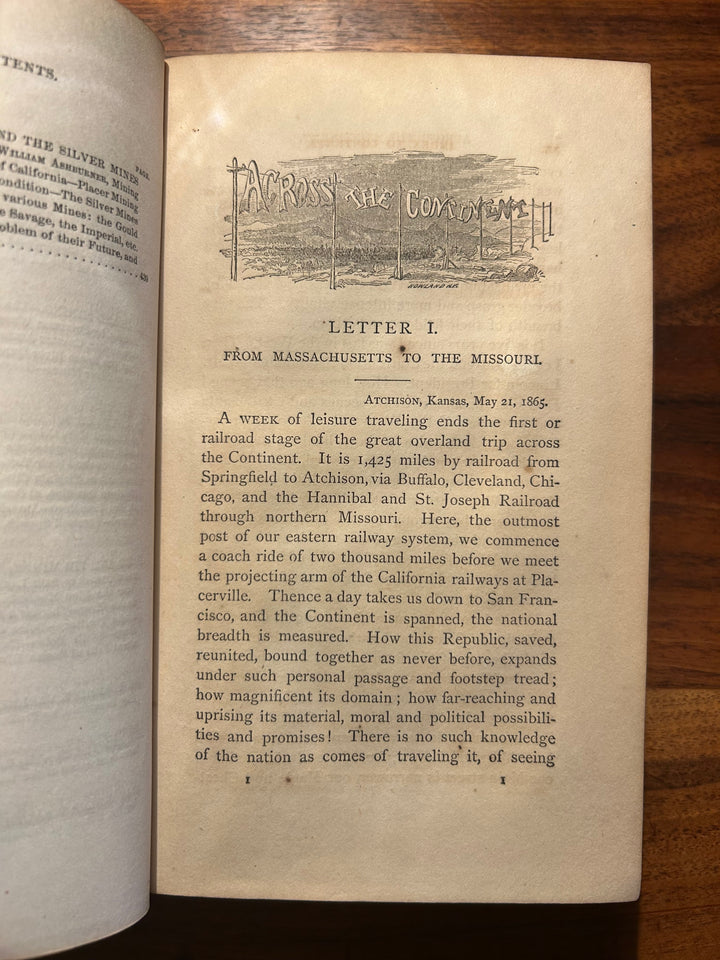 TENTS.
PAGE.
ND THE SILVER MINES
WILLIAM ASHBURNER, Mining
of California—Placer Mining
ondition—The Silver Mines
various Mines: the Gould
e Savage, the Imperial, etc.
oblem of their Future, and
. . . . . . . . . . . . . . 420
ACROSS THE CONTINENT
HOWLAND
LETTER I.
FROM MASSACHUSETTS TO THE MISSOURI.
ATCHISON, Kansas, May 21, 1865.
A WEEK of leisure traveling ends the first or
railroad stage of the great overland trip across
the Continent. It is 1,425 miles by railroad from
Springfield to Atchison, via Buffalo, Cleveland, Chi-
cago, and the Hannibal and St. Joseph Railroad
through northern Missouri. Here, the outmost
post of our eastern railway system, we commence
a coach ride of two thousand miles before we meet
the projecting arm of the California railways at Pla-
cerville. Thence a day takes us down to San Fran-
cisco, and the Continent is spanned, the national
breadth is measured. How this Republic, saved,
reunited, bound together as never before, expands
under such personal passage and footstep tread;
how magnificent its domain; how far-reaching and
uprising its material, moral and political possibili-
ties and promises! There is no such knowledge
of the nation as comes of traveling it, of seeing
1 1